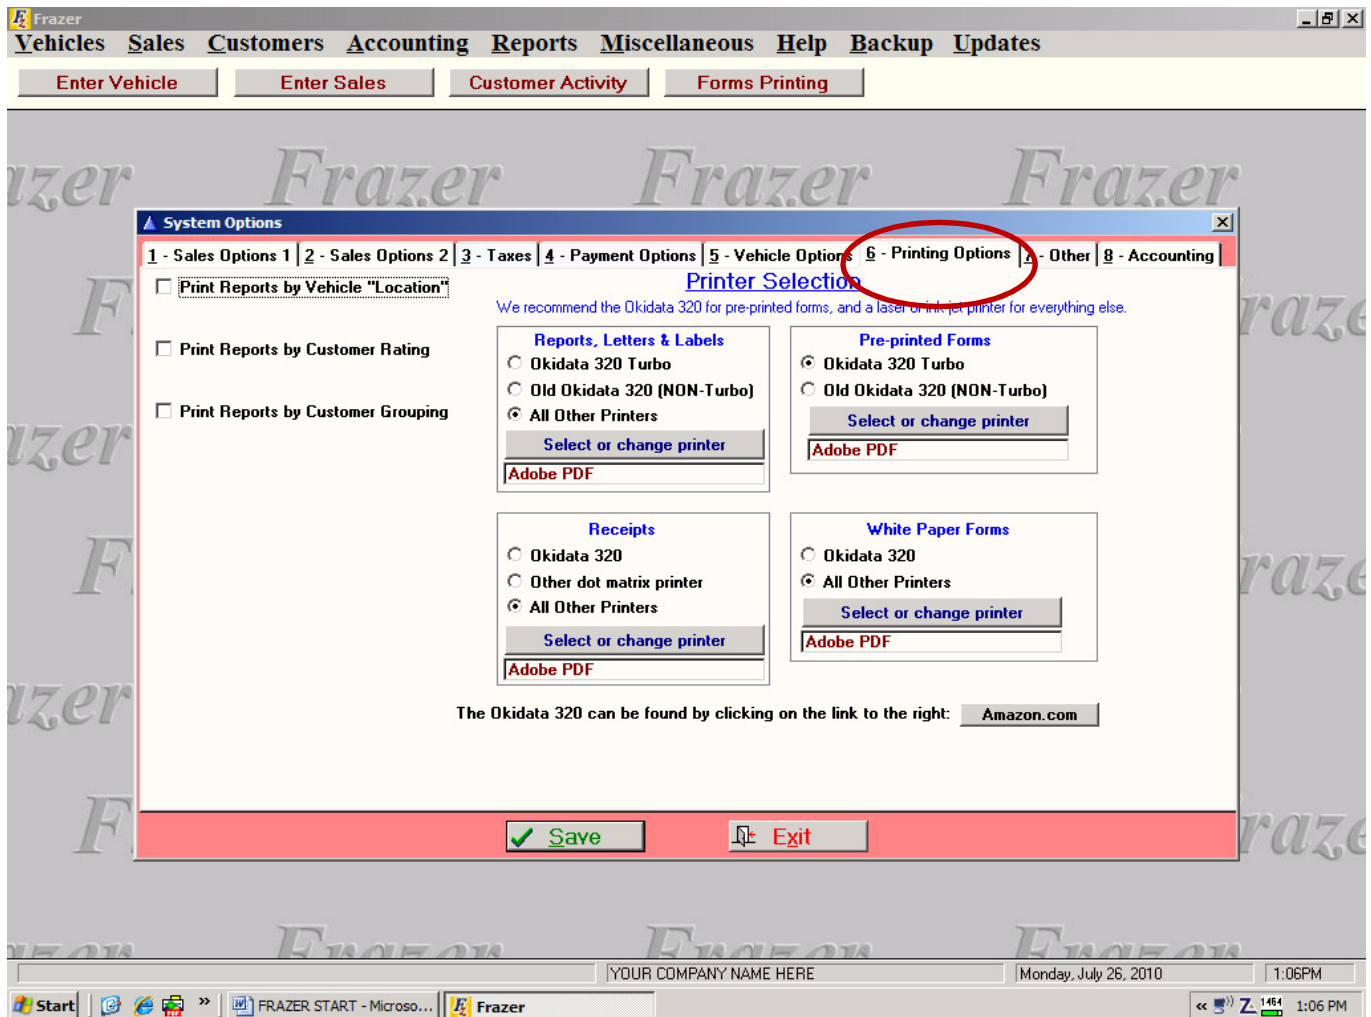 Frazer
Vehicles Sales Customers Accounting Reports Miscellaneous Help Backup Updates
Enter Vehicle Enter Sales Customer Activity Forms Printing
Frazer Frazer Frazer
System Options
1 - Sales Options 1 2 - Sales Options 2 3 - Taxes 4 - Payment Options 5 - Vehicle Options 6 - Printing Options 7 - Other 8 - Accounting
Print Reports by Vehicle "Location"
Print Reports by Customer Rating
Print Reports by Customer Grouping
Printer Selection
We recommend the Okidata 320 for pre-printed forms, and a laser or ink jet printer for everything else.
Reports, Letters & Labels
Okidata 320 Turbo
Old Okidata 320 (NON-Turbo)
All Other Printers
Select or change printer
Adobe PDF
Pre-printed Forms
Okidata 320 Turbo
Old Okidata 320 (NON-Turbo)
Select or change printer
Adobe PDF
Receipts
Okidata 320
Other dot matrix printer
All Other Printers
Select or change printer
Adobe PDF
White Paper Forms
Okidata 320
All Other Printers
Select or change printer
Adobe PDF
The Okidata 320 can be found by clicking on the link to the right: Amazon.com
Save Exit
YOUR COMPANY NAME HERE Monday, July 26, 2010 1:06PM
Start » FRAZER START - Microso... Frazer « Z 1464 1:06 PM